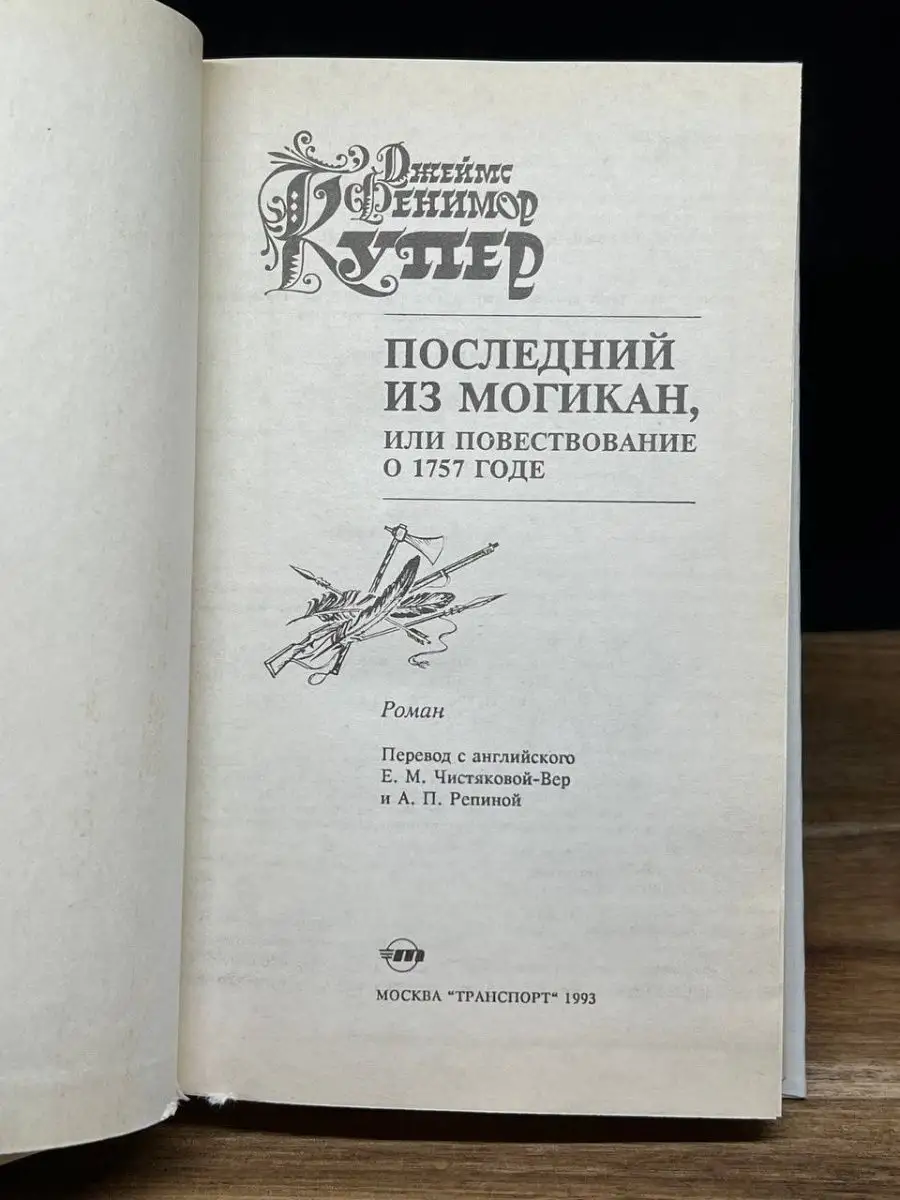 Джеймс
Фенимор
Купер
ПОСЛЕДНИЙ
ИЗ МОГИКАН,
ИЛИ ПОВЕСТВОВАНИЕ
О 1757 ГОДЕ
Роман
Перевод с английского
Е. М. Чистяковой-Вер
и А. П. Репиной
т
МОСКВА "ТРАНСПОРТ" 1993